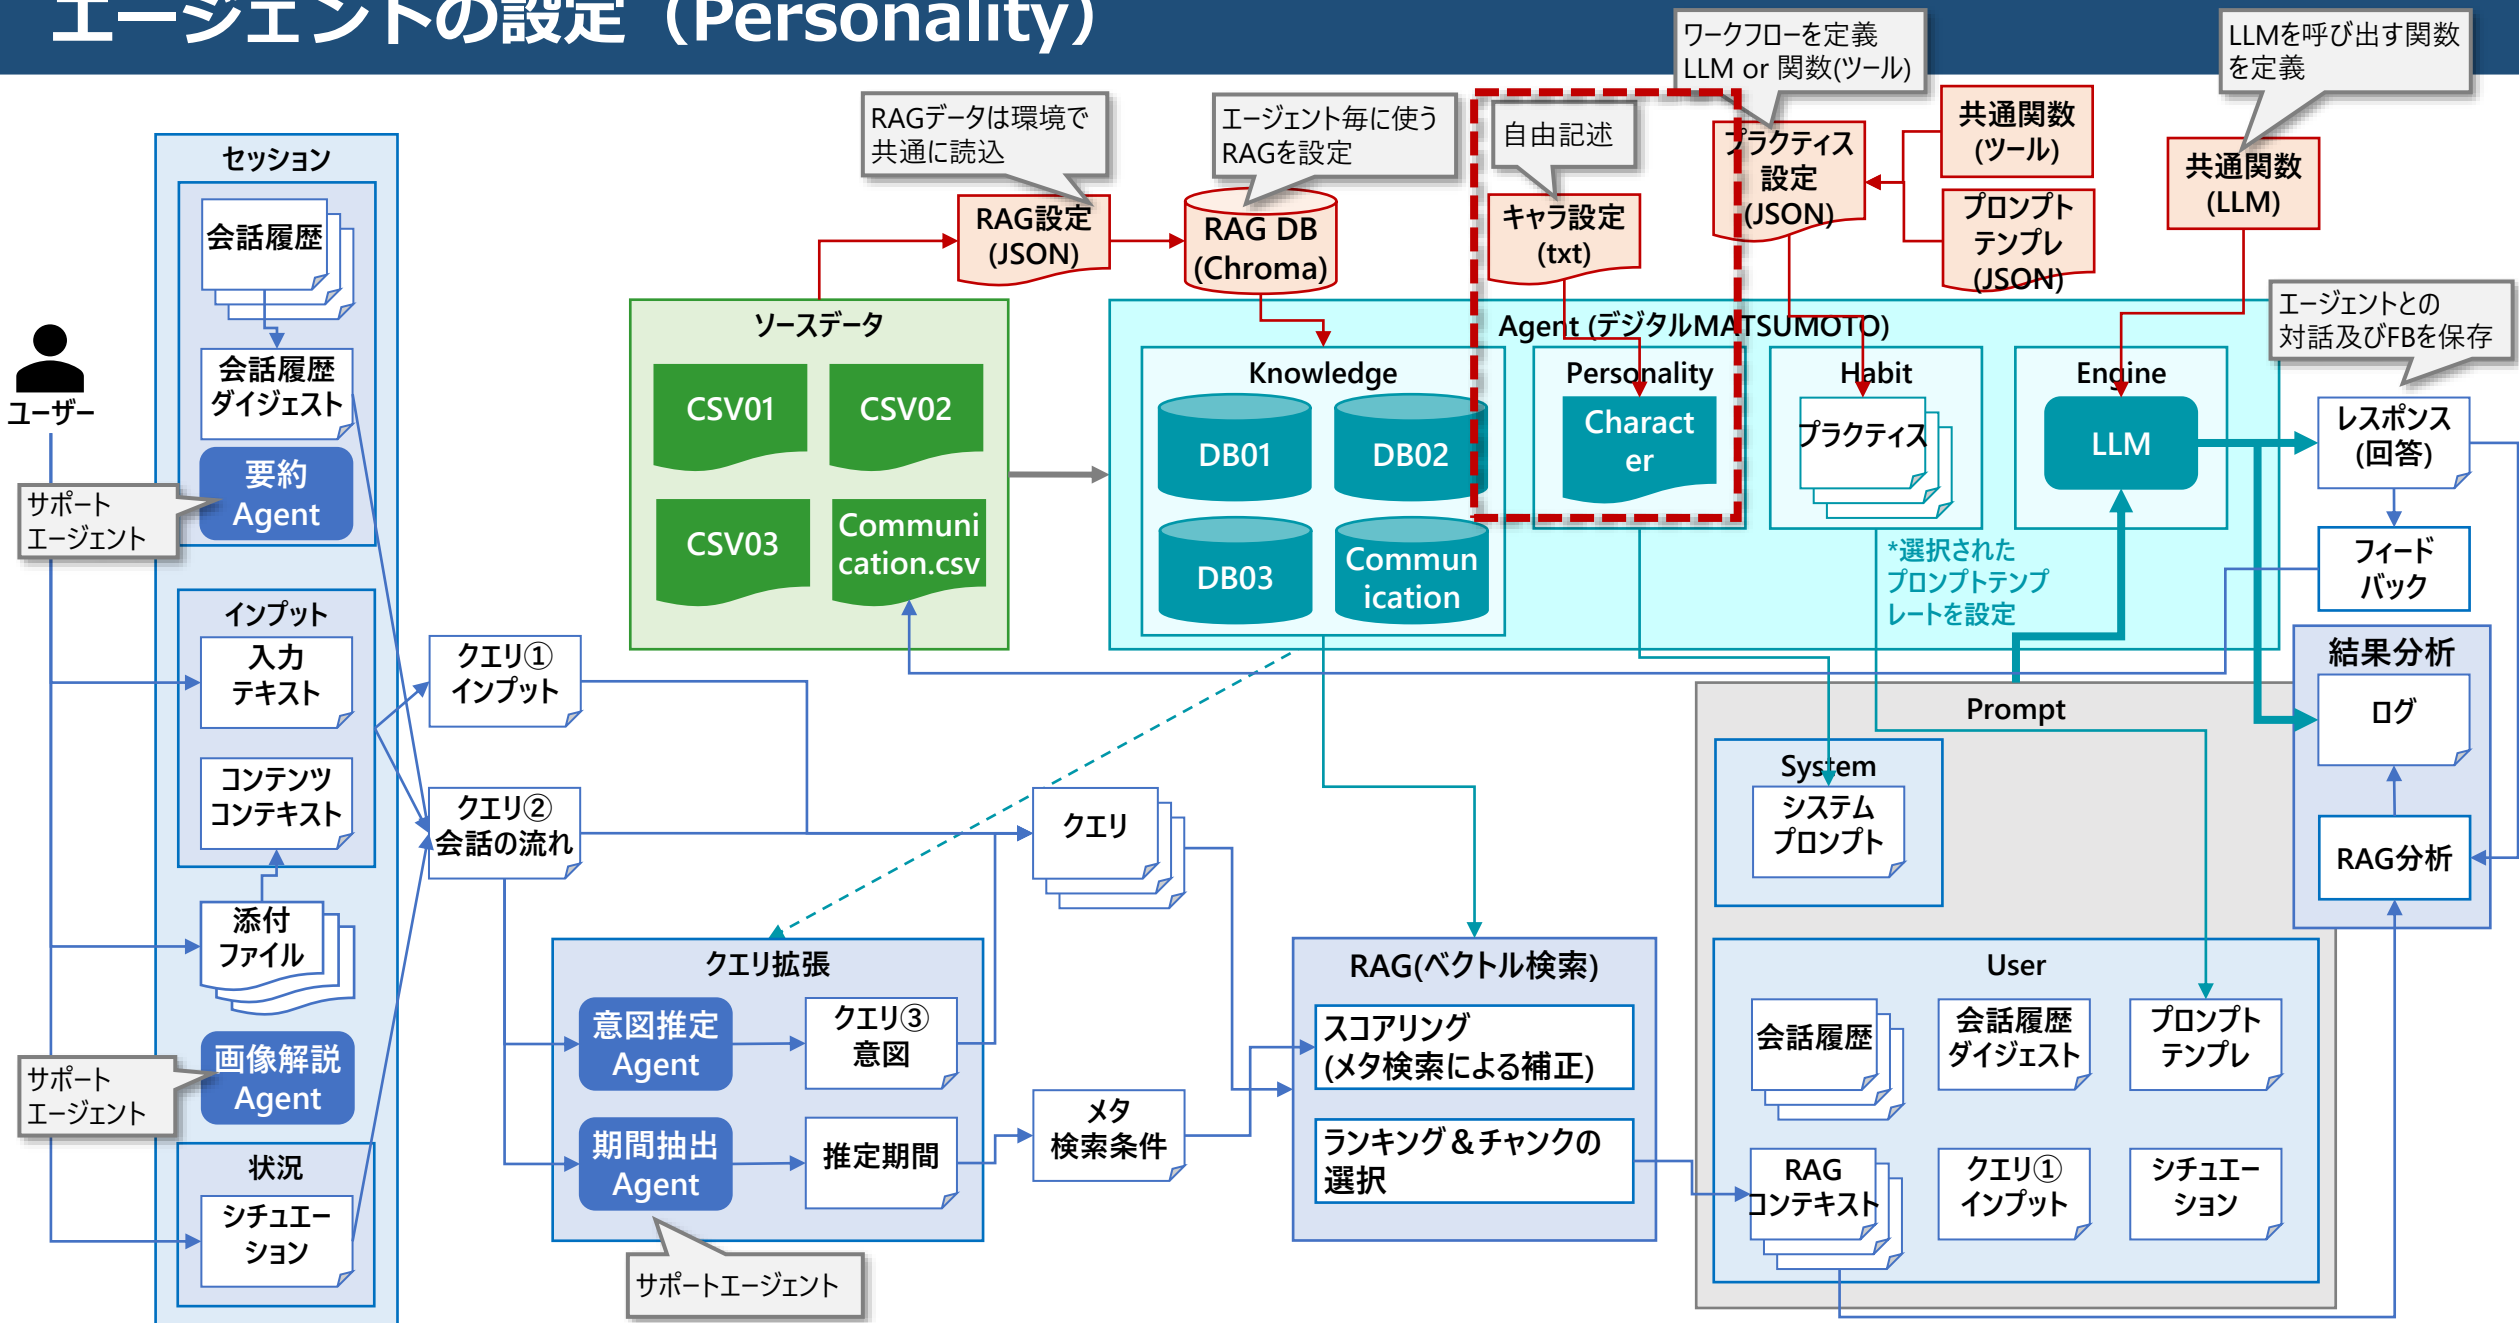 エージェントの設定（Personality）
ワークフローを定義
LLM or 関数(ツール)
LLMを呼び出す関数
を定義
RAGデータは環境で
共通に読込
エージェント毎に使う
RAGを設定
自由記述
プラクティス
設定
(JSON)
共通関数
(ツール)
共通関数
(LLM)
プロンプト
テンプレ
(JSON)
RAG設定
(JSON)
RAG DB
(Chroma)
キャラ設定
(txt)
エージェントとの
対話及びFBを保存
ユーザー
セッション
会話履歴
会話履歴
ダイジェスト
要約
Agent
サポート
エージェント
インプット
入力
テキスト
コンテンツ
コンテキスト
添付
ファイル
画像解説
Agent
サポート
エージェント
状況
シチュエー
ション
ソースデータ
CSV01
CSV02
CSV03
Communi
cation.csv
Agent (デジタルMATSUMOTO)
Knowledge
DB01
DB02
DB03
Commun
ication
Personality
Charact
er
Habit
プラクティス
*選択された
プロンプトテンプ
レートを設定
Engine
LLM
レスポンス
(回答)
フィード
バック
結果分析
ログ
RAG分析
クエリ①
インプット
クエリ②
会話の流れ
クエリ
クエリ拡張
意図推定
Agent
クエリ③
意図
期間抽出
Agent
推定期間
サポートエージェント
メタ
検索条件
RAG(ベクトル検索)
スコアリング
(メタ検索による補正)
ランキング＆チャンクの
選択
Prompt
System
システム
プロンプト
User
会話履歴
会話履歴
ダイジェスト
プロンプト
テンプレ
RAG
コンテキスト
クエリ①
インプット
シチュエー
ション